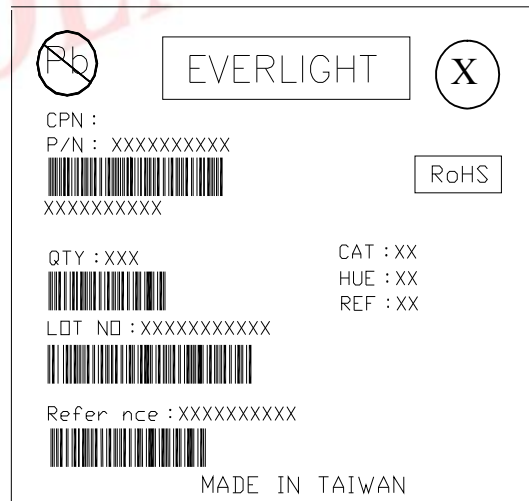 Pb EVERLIGHT X
CPN :
P/N : XXXXXXXXXX
RoHS
XXXXXXXXXX
QTY : XXX
CAT : XX
HUE : XX
REF : XX
LOT NO : XXXXXXXXXXX
Refer nce : XXXXXXXXXX
MADE IN TAIWAN